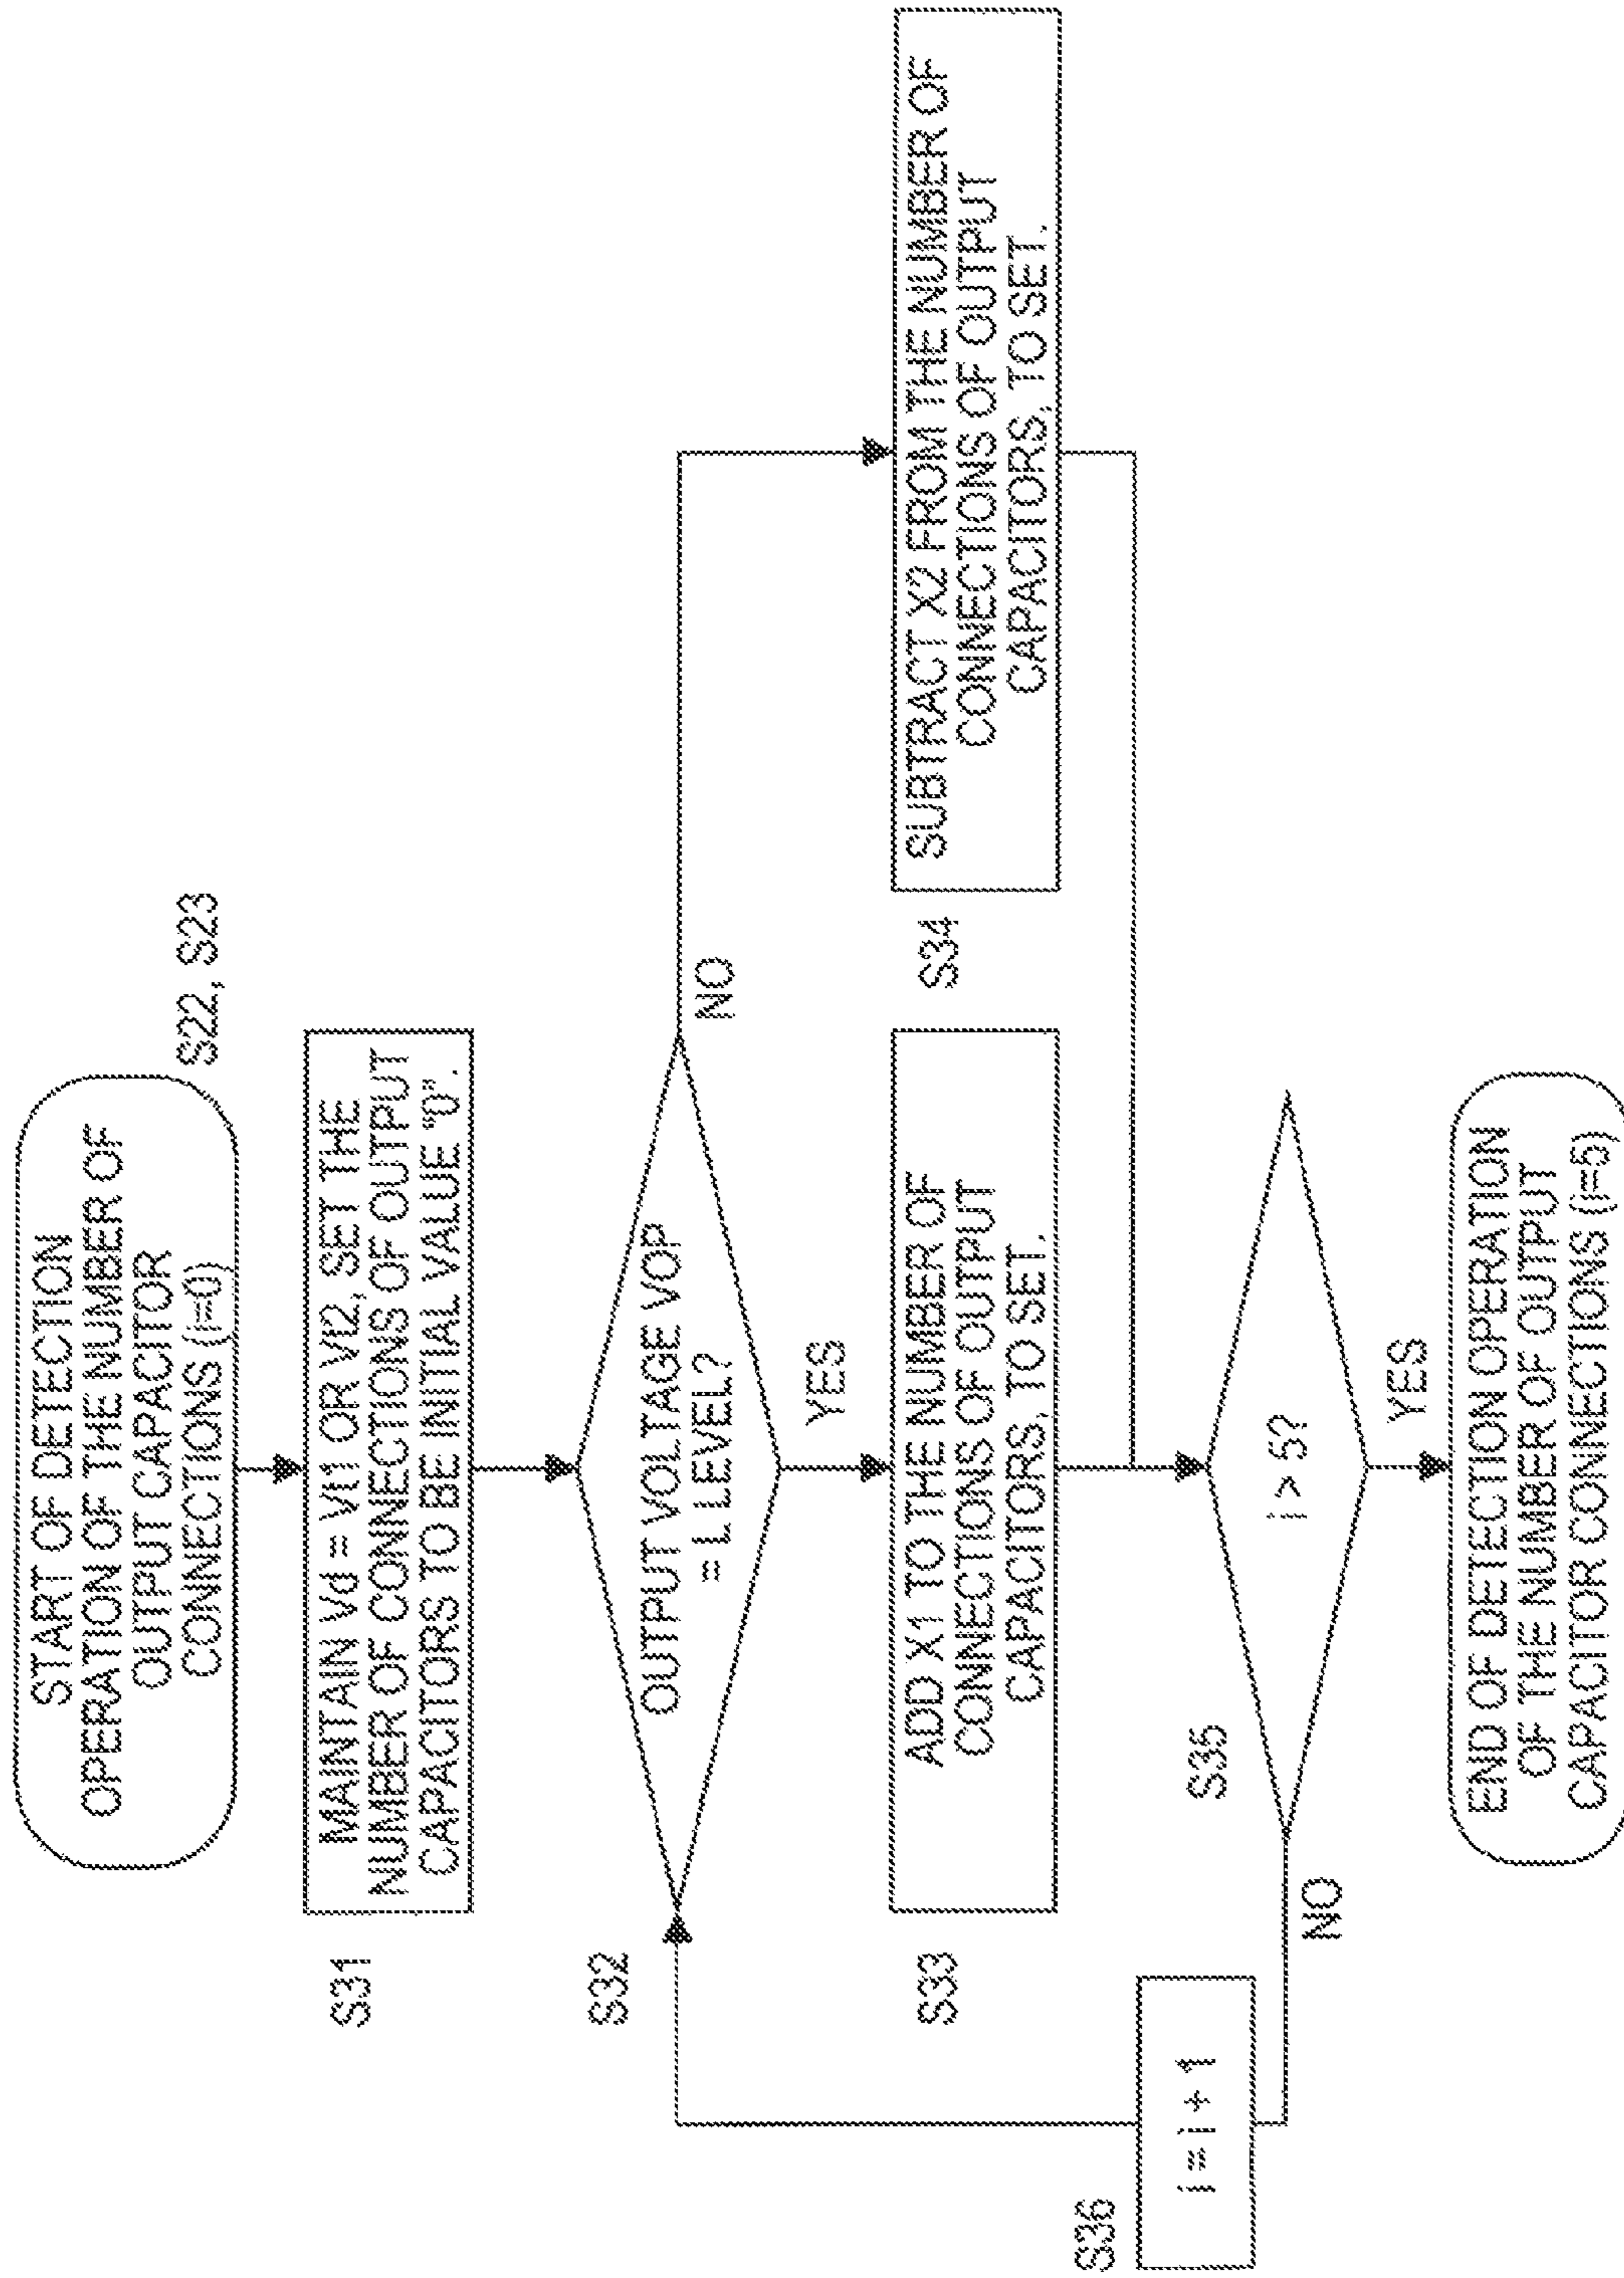 START OF DETECTION
OPERATION OF THE NUMBER OF
OUTPUT CAPACITOR
CONNECTIONS (i=0)
S22, S23
S31
MAINTAIN Vd = Vi1 OR Vi2, SET THE
NUMBER OF CONNECTIONS OF OUTPUT
CAPACITORS TO BE INITIAL VALUE "0".
S32
OUTPUT VOLTAGE VOP
= L LEVEL?
NO
YES
S33
ADD X1 TO THE NUMBER OF
CONNECTIONS OF OUTPUT
CAPACITORS, TO SET.
S34
SUBTRACT X2 FROM THE NUMBER OF
CONNECTIONS OF OUTPUT
CAPACITORS, TO SET.
S35
i > 5?
NO
YES
S36
i = i + 1
END OF DETECTION OPERATION
OF THE NUMBER OF OUTPUT
CAPACITOR CONNECTIONS (i=5)